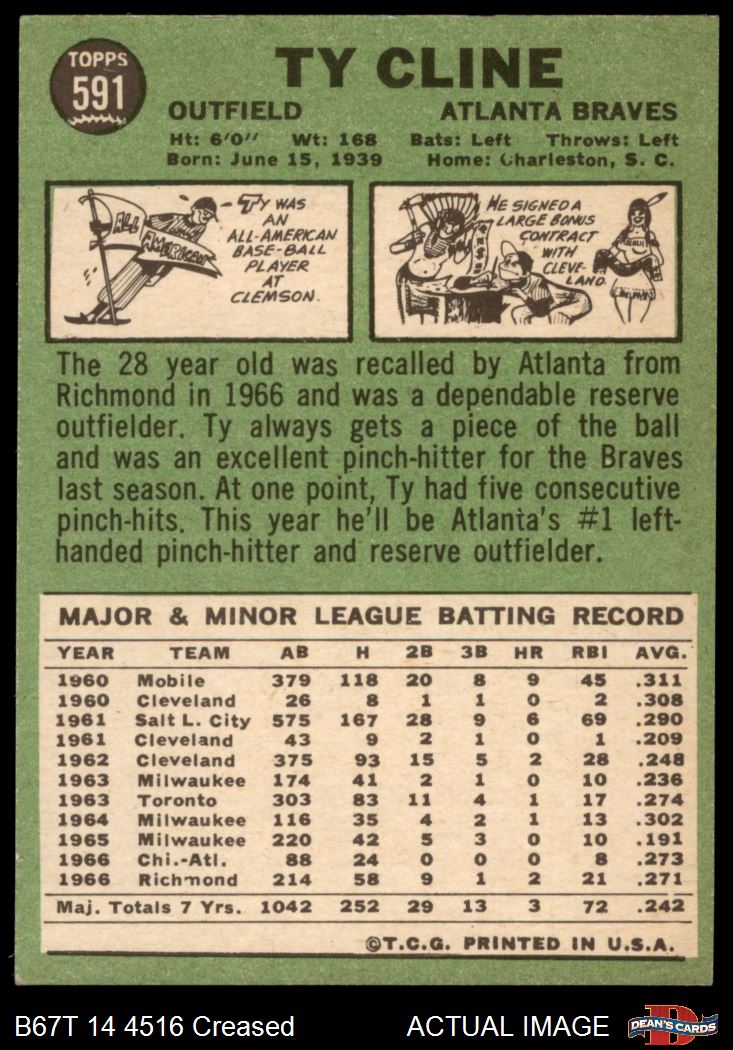 TOPPS
591
TY CLINE
OUTFIELD ATLANTA BRAVES
Ht: 6'0" Wt: 168 Bats: Left Throws: Left
Born: June 15, 1939 Home: Charleston, S. C.
ALL
AMERICAN
TY WAS
AN
ALL-AMERICAN
BASE-BALL
PLAYER
AT
CLEMSON.
HE SIGNED A
LARGE BONUS
CONTRACT
WITH
CLEVE-
LAND.
The 28 year old was recalled by Atlanta from
Richmond in 1966 and was a dependable reserve
outfielder. Ty always gets a piece of the ball
and was an excellent pinch-hitter for the Braves
last season. At one point, Ty had five consecutive
pinch-hits. This year he'll be Atlanta's #1 left-
handed pinch-hitter and reserve outfielder.
MAJOR & MINOR LEAGUE BATTING RECORD
YEAR TEAM AB H 2B 3B HR RBI AVG.
1960 Mobile 379 118 20 8 9 45 .311
1960 Cleveland 26 8 1 1 0 2 .308
1961 Salt L. City 575 167 28 9 6 69 .290
1961 Cleveland 43 9 2 1 0 1 .209
1962 Cleveland 375 93 15 5 2 28 .248
1963 Milwaukee 174 41 2 1 0 10 .236
1963 Toronto 303 83 11 4 1 17 .274
1964 Milwaukee 116 35 4 2 1 13 .302
1965 Milwaukee 220 42 5 3 0 10 .191
1966 Chi.-Atl. 88 24 0 0 0 8 .273
1966 Richmond 214 58 9 1 2 21 .271
Maj. Totals 7 Yrs. 1042 252 29 13 3 72 .242
©T.C.G. PRINTED IN U.S.A.
B67T 14 4516 Creased ACTUAL IMAGE
DEAN'S CARDS